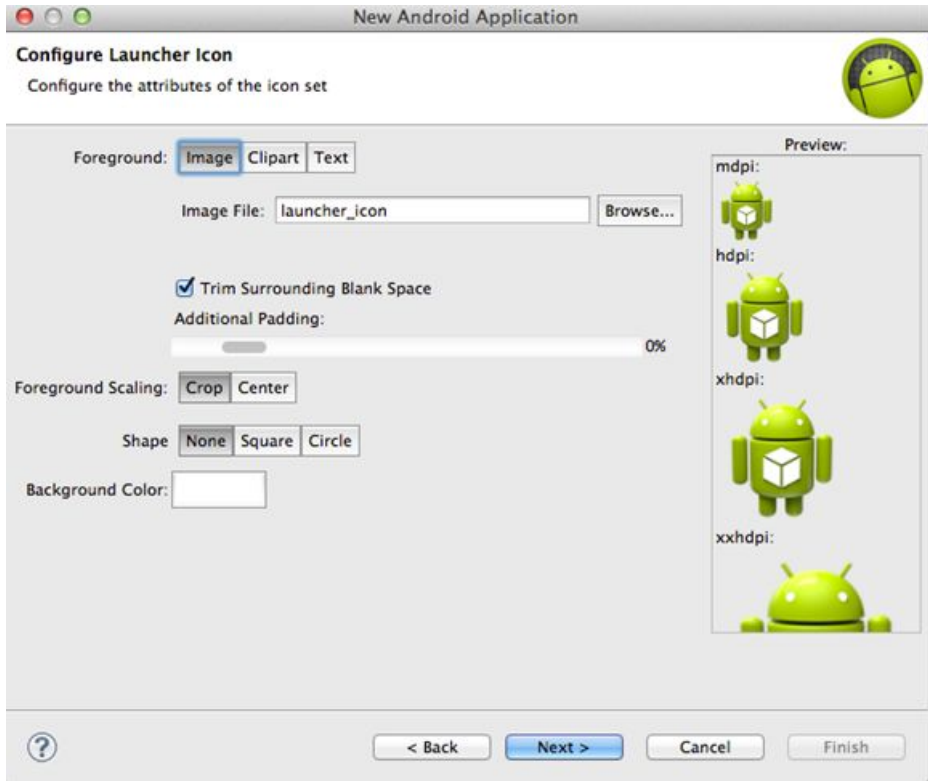 New Android Application
Configure Launcher Icon
Configure the attributes of the icon set
Foreground: Image Clipart Text
Image File: launcher_icon Browse...
Trim Surrounding Blank Space
Additional Padding:
0%
Foreground Scaling: Crop Center
Shape None Square Circle
Background Color:
Preview:
mdpi:
hdpi:
xhdpi:
xxhdpi:
? < Back Next > Cancel Finish